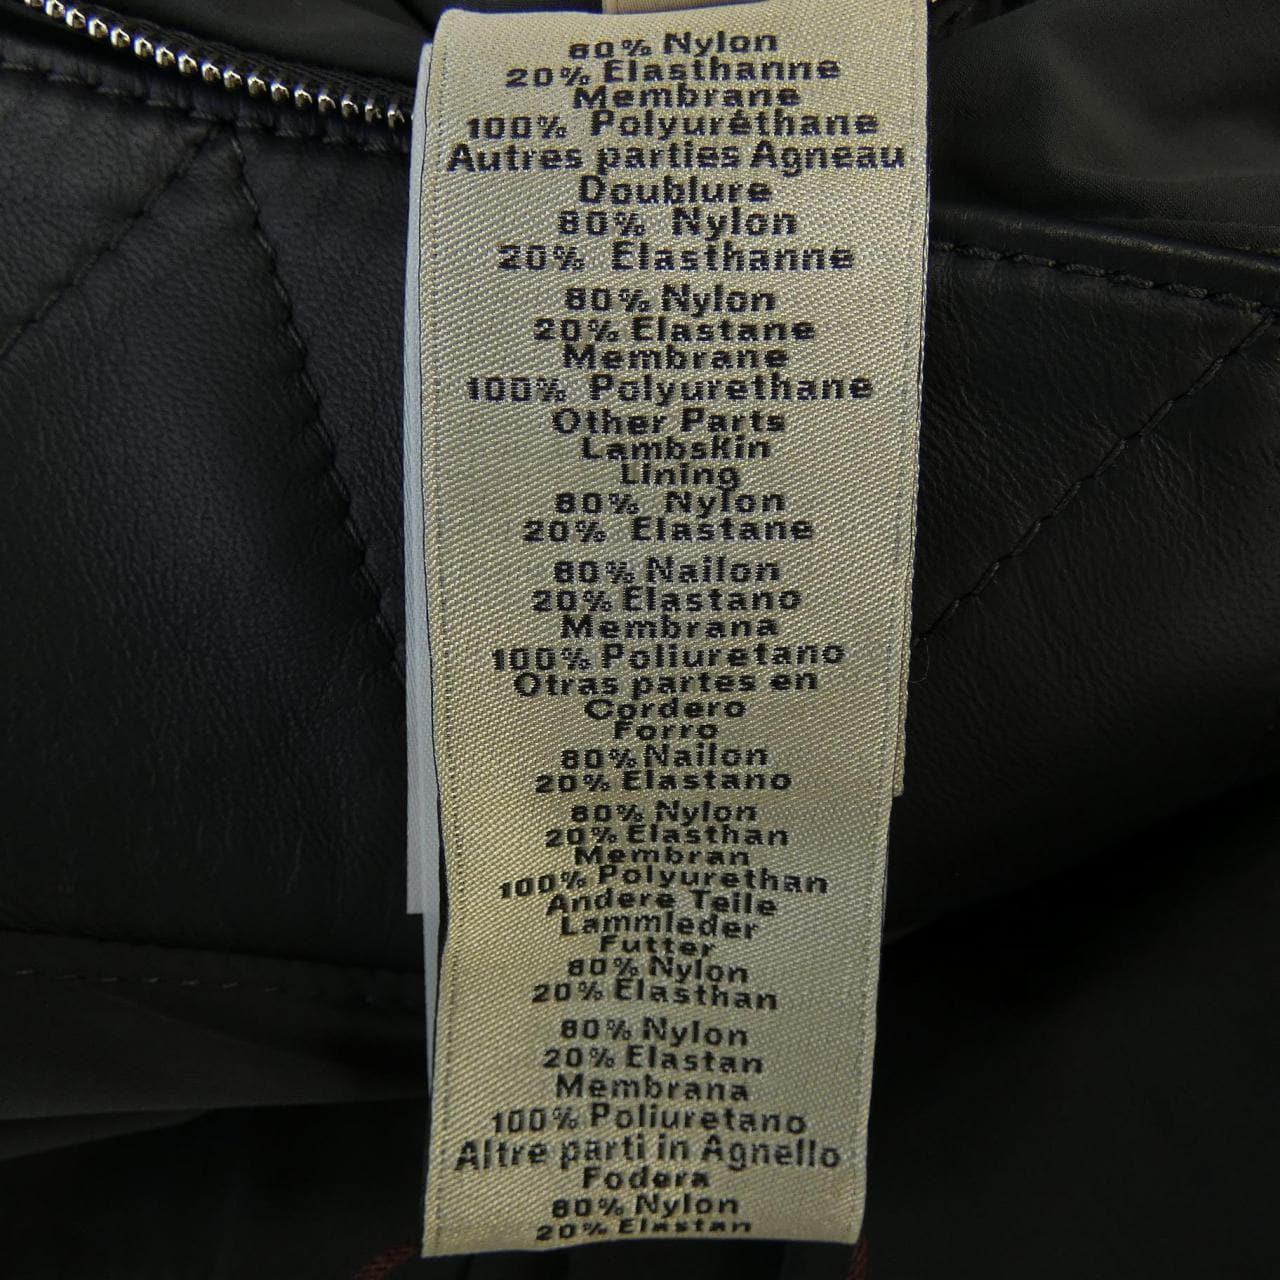 80% Nylon
20% Elasthanne
Membrane
100% Polyuréthane
Autres parties Agneau
Doublure
80% Nylon
20% Elasthanne
80% Nylon
20% Elastane
Membrane
100% Polyurethane
Other Parts
Lambskin
Lining
80% Nylon
20% Elastane
80% Nailon
20% Elastano
Membrana
100% Poliuretano
Otras partes en
Cordero
Forro
80% Nailon
20% Elastano
80% Nylon
20% Elasthan
Membran
100% Polyurethan
Andere Teile
Lammleder
Futter
80% Nylon
20% Elasthan
80% Nylon
20% Elastan
Membrana
100% Poliuretano
Altre parti in Agnello
Fodera
80% Nylon
20% Elastan